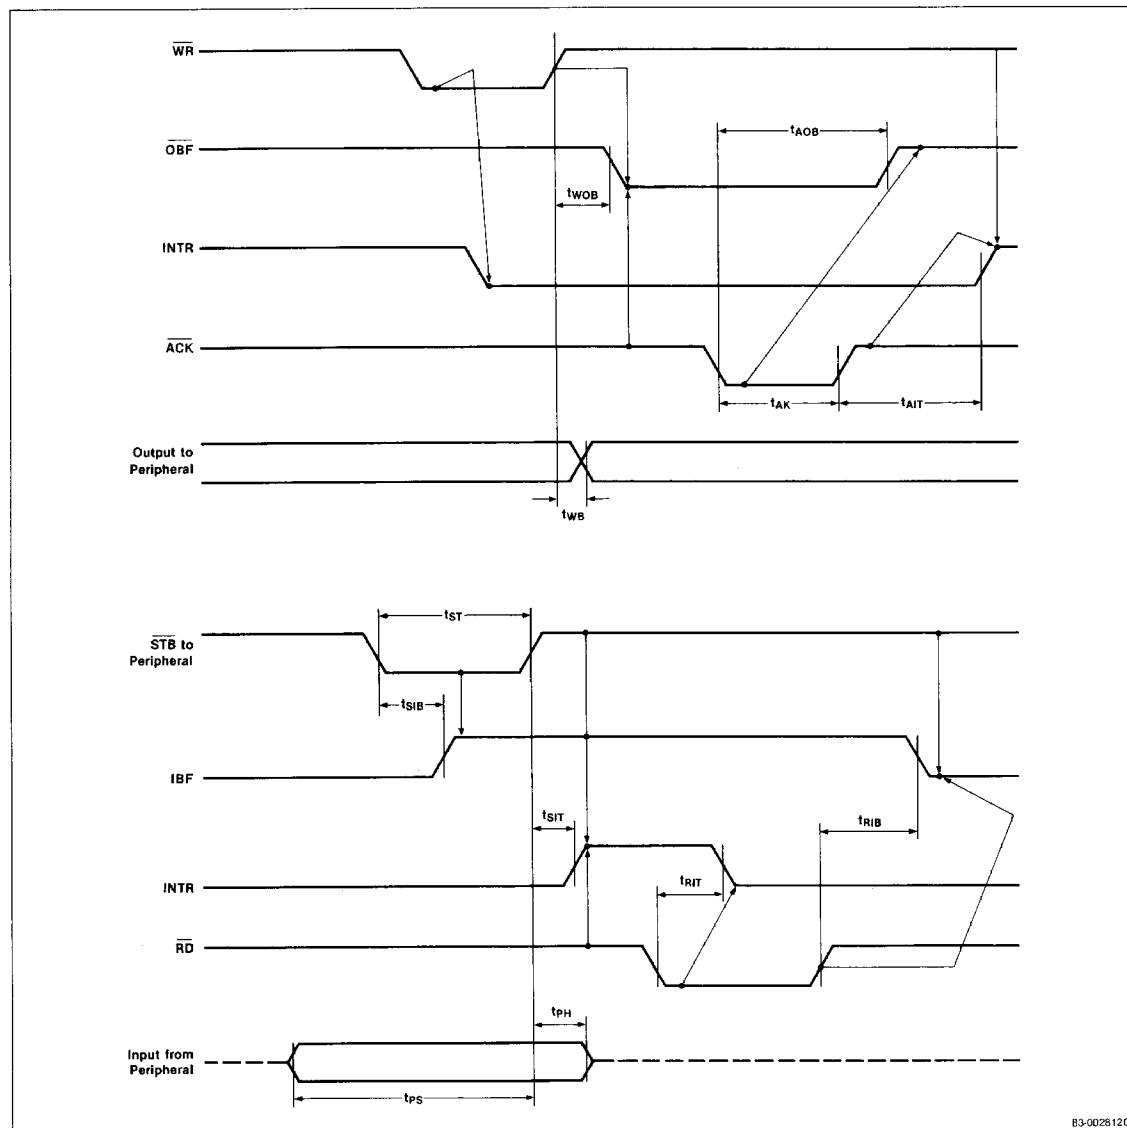 WR
tAOB
OBF
tWOB
INTR
ACK
tAK
tAIT
Output to
Peripheral
tWB
tST
STB to
Peripheral
tSIB
IBF
tSIT
tRIB
INTR
tRIT
RD
tPH
Input from
Peripheral
tPS
83-002812C